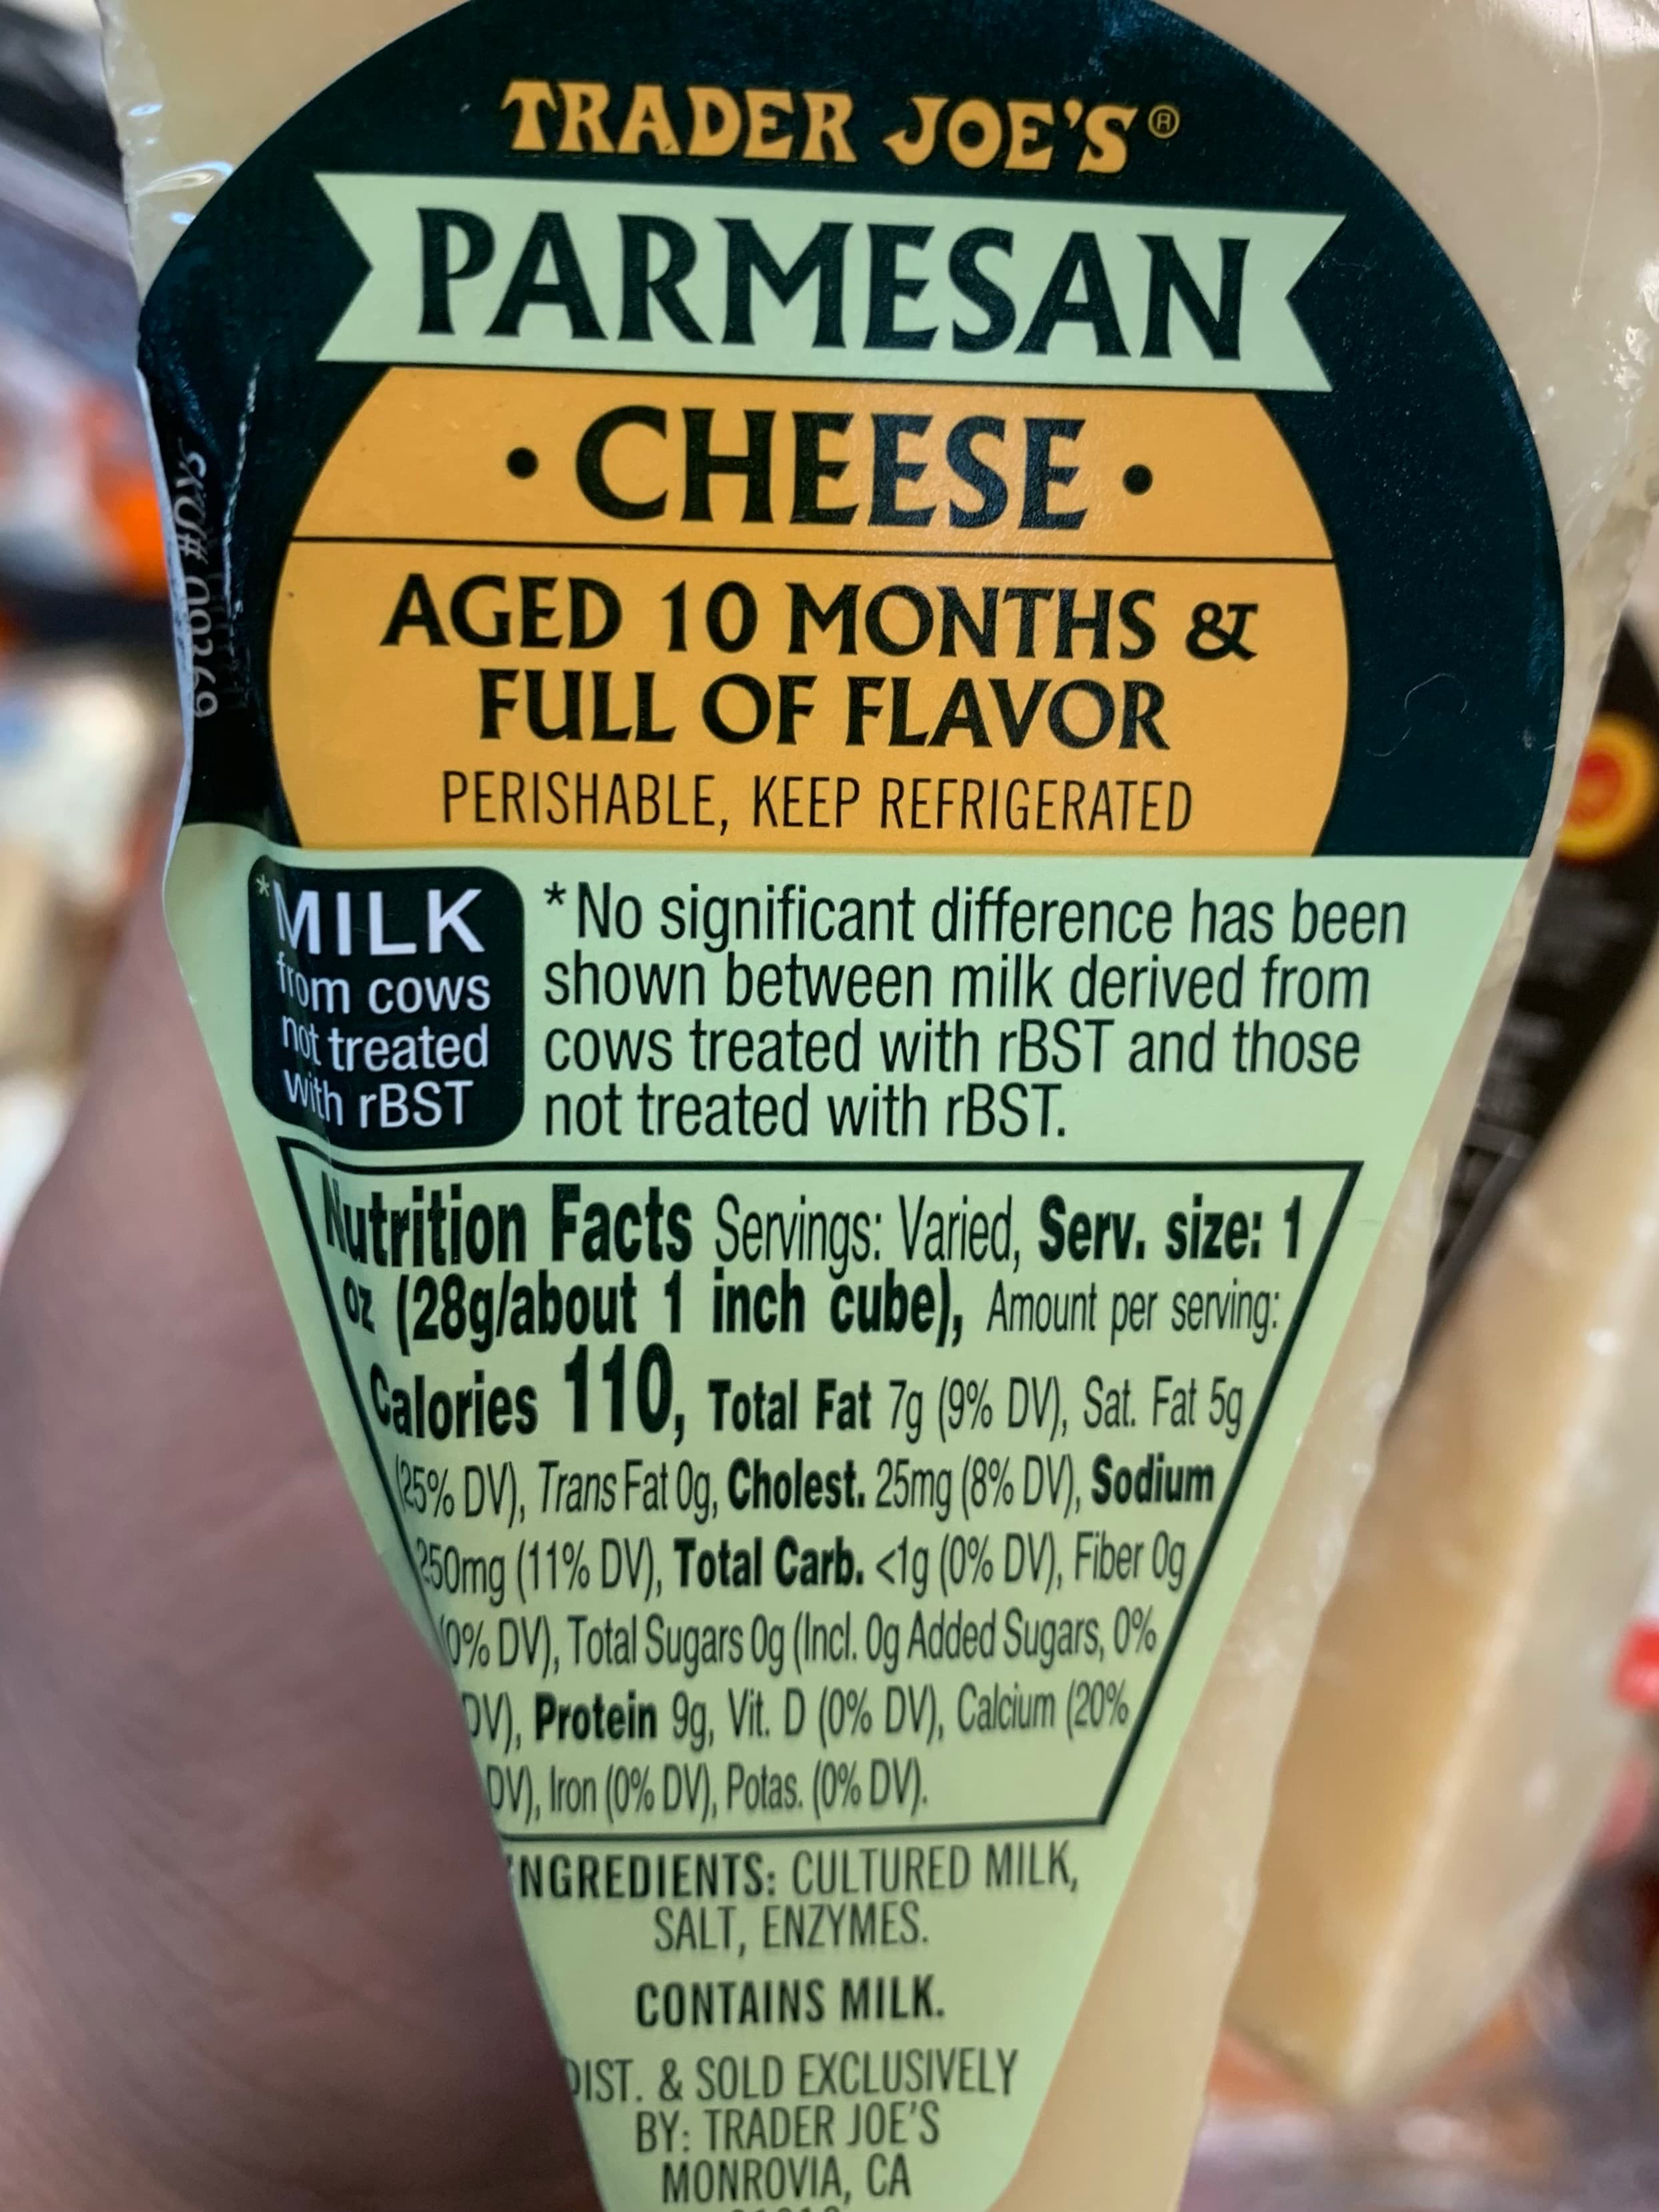 TRADER JOE'S®
PARMESAN
• CHEESE •
AGED 10 MONTHS &
FULL OF FLAVOR
PERISHABLE, KEEP REFRIGERATED
*MILK
from cows
not treated
with rBST
*No significant difference has been
shown between milk derived from
cows treated with rBST and those
not treated with rBST.
Nutrition Facts Servings: Varied, Serv. size: 1
oz (28g/about 1 inch cube), Amount per serving:
Calories 110, Total Fat 7g (9% DV), Sat. Fat 5g
(25% DV), Trans Fat 0g, Cholest. 25mg (8% DV), Sodium
250mg (11% DV), Total Carb. <1g (0% DV), Fiber 0g
(0% DV), Total Sugars 0g (Incl. 0g Added Sugars, 0%
DV), Protein 9g, Vit. D (0% DV), Calcium (20%
DV), Iron (0% DV), Potas. (0% DV).
INGREDIENTS: CULTURED MILK,
SALT, ENZYMES.
CONTAINS MILK.
DIST. & SOLD EXCLUSIVELY
BY: TRADER JOE'S
MONROVIA, CA